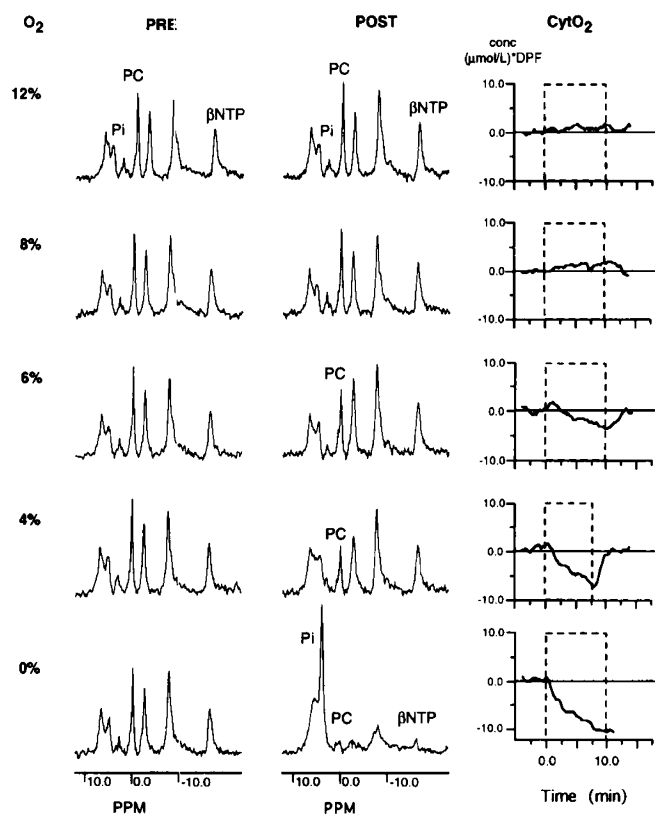 O2 PRE: POST CytO2
conc
(μmol/L)*DPF
12%
PC PC 10.0
βNTP βNTP
Pi Pi 0.0
-10.0
8%
10.0
0.0
-10.0
6%
PC 10.0
0.0
-10.0
4%
PC 10.0
0.0
-10.0
0%
Pi 10.0
PC βNTP 0.0
-10.0
10.0 0.0 -10.0 10.0 0.0 -10.0 0.0 10.0
PPM PPM Time (min)